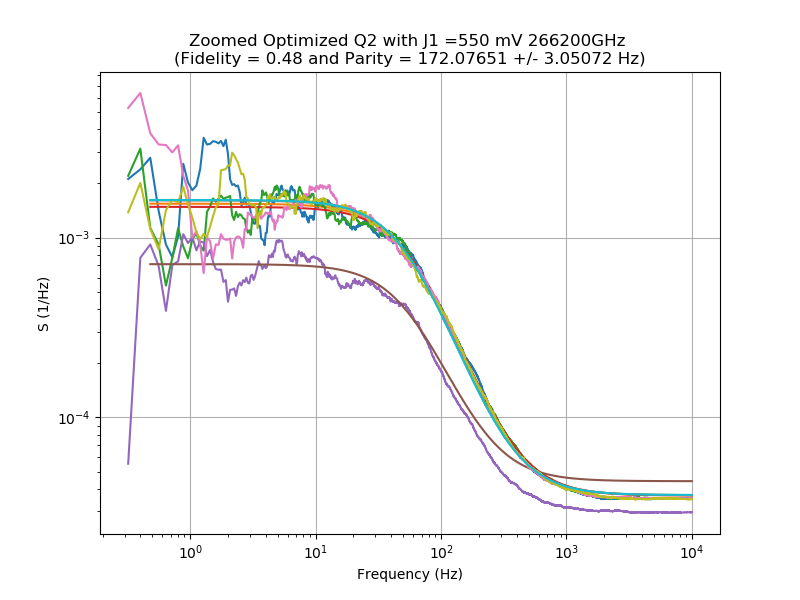 Zoomed Optimized Q2 with J1 =550 mV 266200GHz
(Fidelity = 0.48 and Parity = 172.07651 +/- 3.05072 Hz)
S (1/Hz)
10⁻³
10⁻⁴
10⁰ 10¹ 10² 10³ 10⁴
Frequency (Hz)